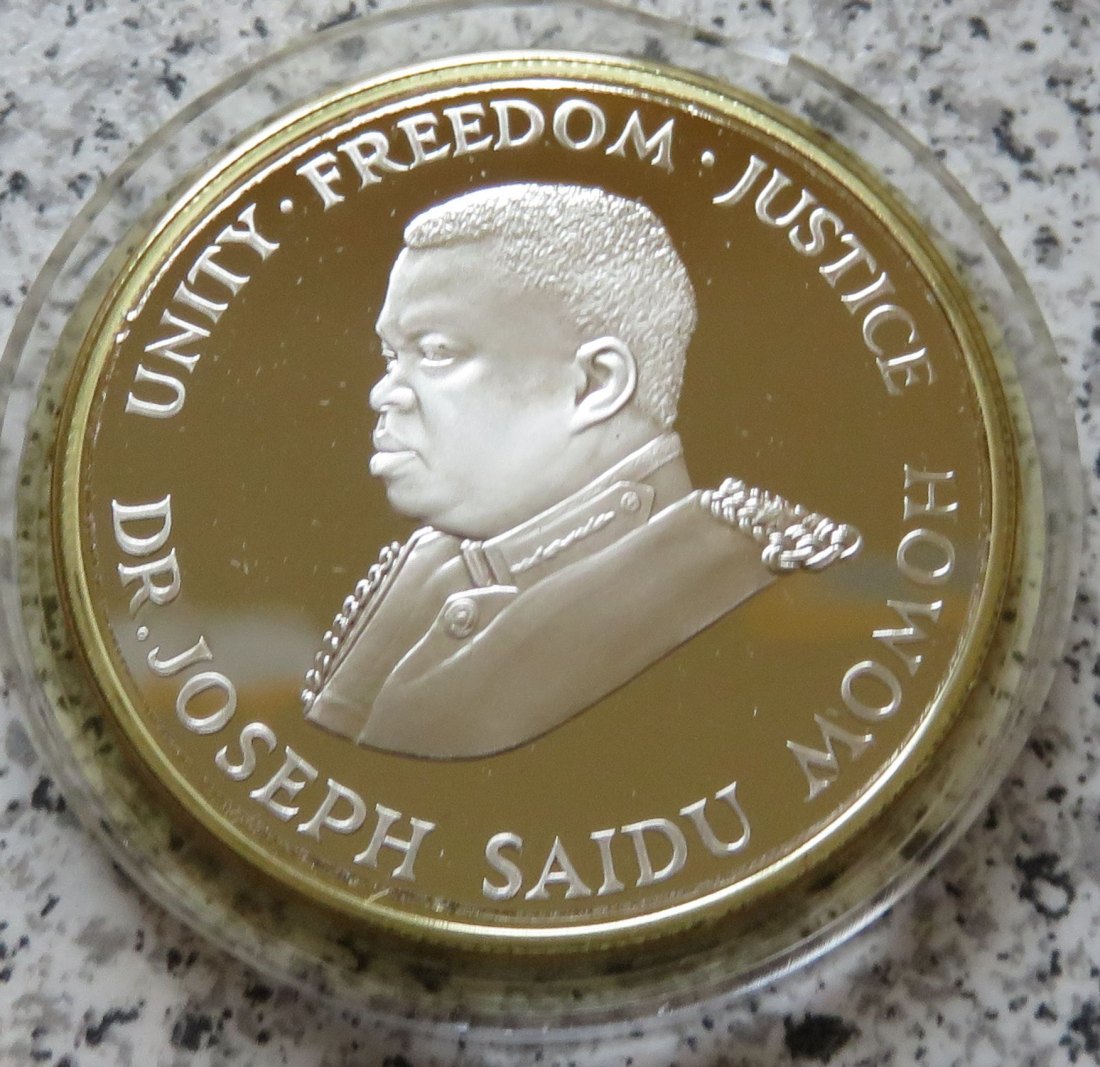 UNITY · FREEDOM · JUSTICE
DR. JOSEPH SAIDU MOMOH